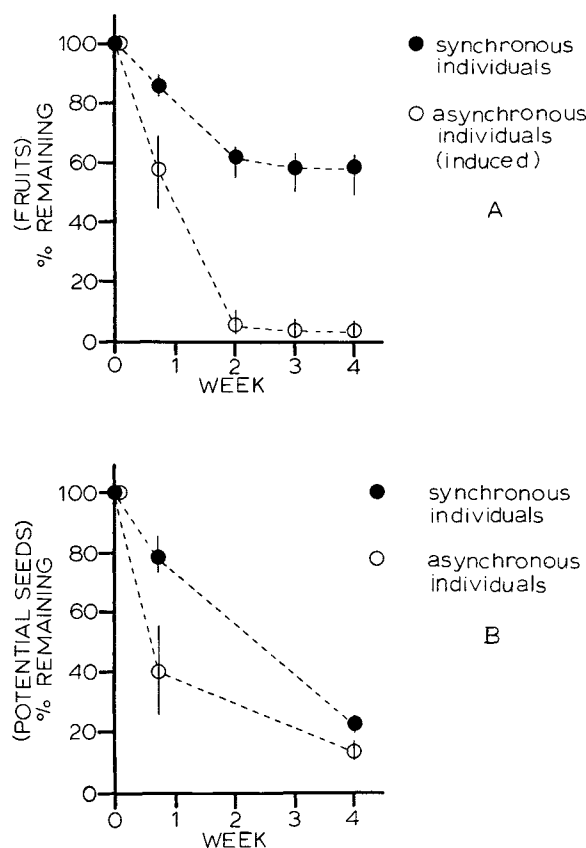 100
80
60
40
20
0
(FRUITS)
% REMAINING
0 1 2 3 4
WEEK
synchronous
individuals
asynchronous
individuals
(induced)
A
100
80
60
40
20
0
(POTENTIAL SEEDS)
% REMAINING
0 1 2 3 4
WEEK
synchronous
individuals
asynchronous
individuals
B